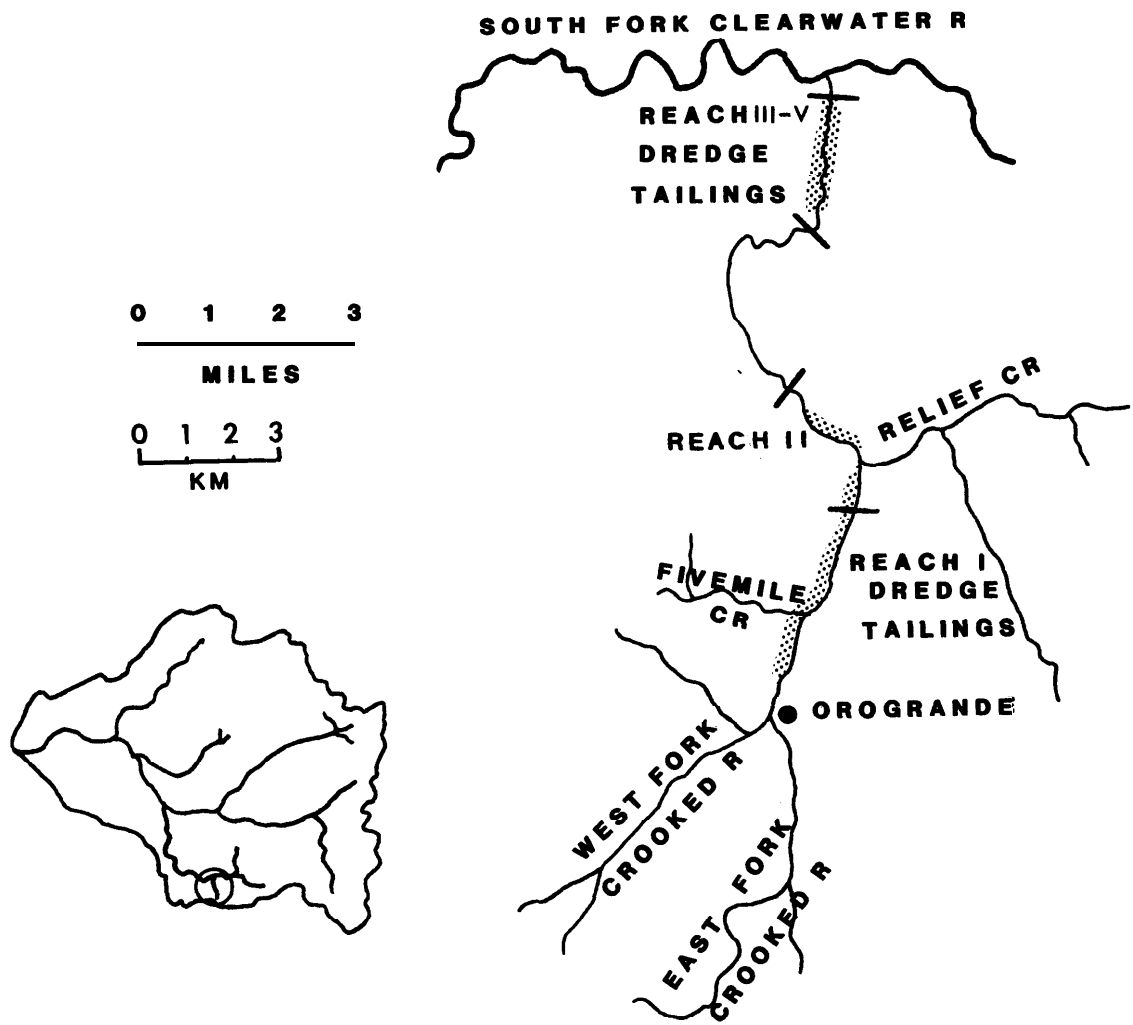 SOUTH FORK CLEARWATER R
REACH III-V
DREDGE
TAILINGS
0 1 2 3
MILES
0 1 2 3
KM
RELIEF CR
REACH II
REACH I
DREDGE
TAILINGS
FIVEMILE
CR
OROGRANDE
WEST FORK
CROOKED R
EAST FORK
CROOKED R